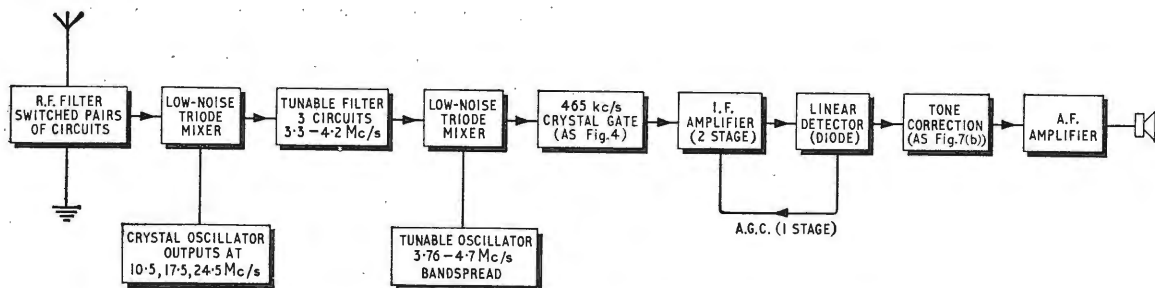 R.F. FILTER
SWITCHED PAIRS
OF CIRCUITS
LOW-NOISE
TRIODE
MIXER
TUNABLE FILTER
3 CIRCUITS
3·3–4·2 Mc/s
LOW-NOISE
TRIODE
MIXER
465 kc/s
CRYSTAL GATE
(AS Fig.4)
I.F.
AMPLIFIER
(2 STAGE)
LINEAR
DETECTOR
(DIODE)
TONE
CORRECTION
(AS Fig.7(b))
A.F.
AMPLIFIER
CRYSTAL OSCILLATOR
OUTPUTS AT
10·5, 17·5, 24·5 Mc/s
TUNABLE OSCILLATOR
3·76–4·7 Mc/s
BANDSPREAD
A.G.C. (1 STAGE)